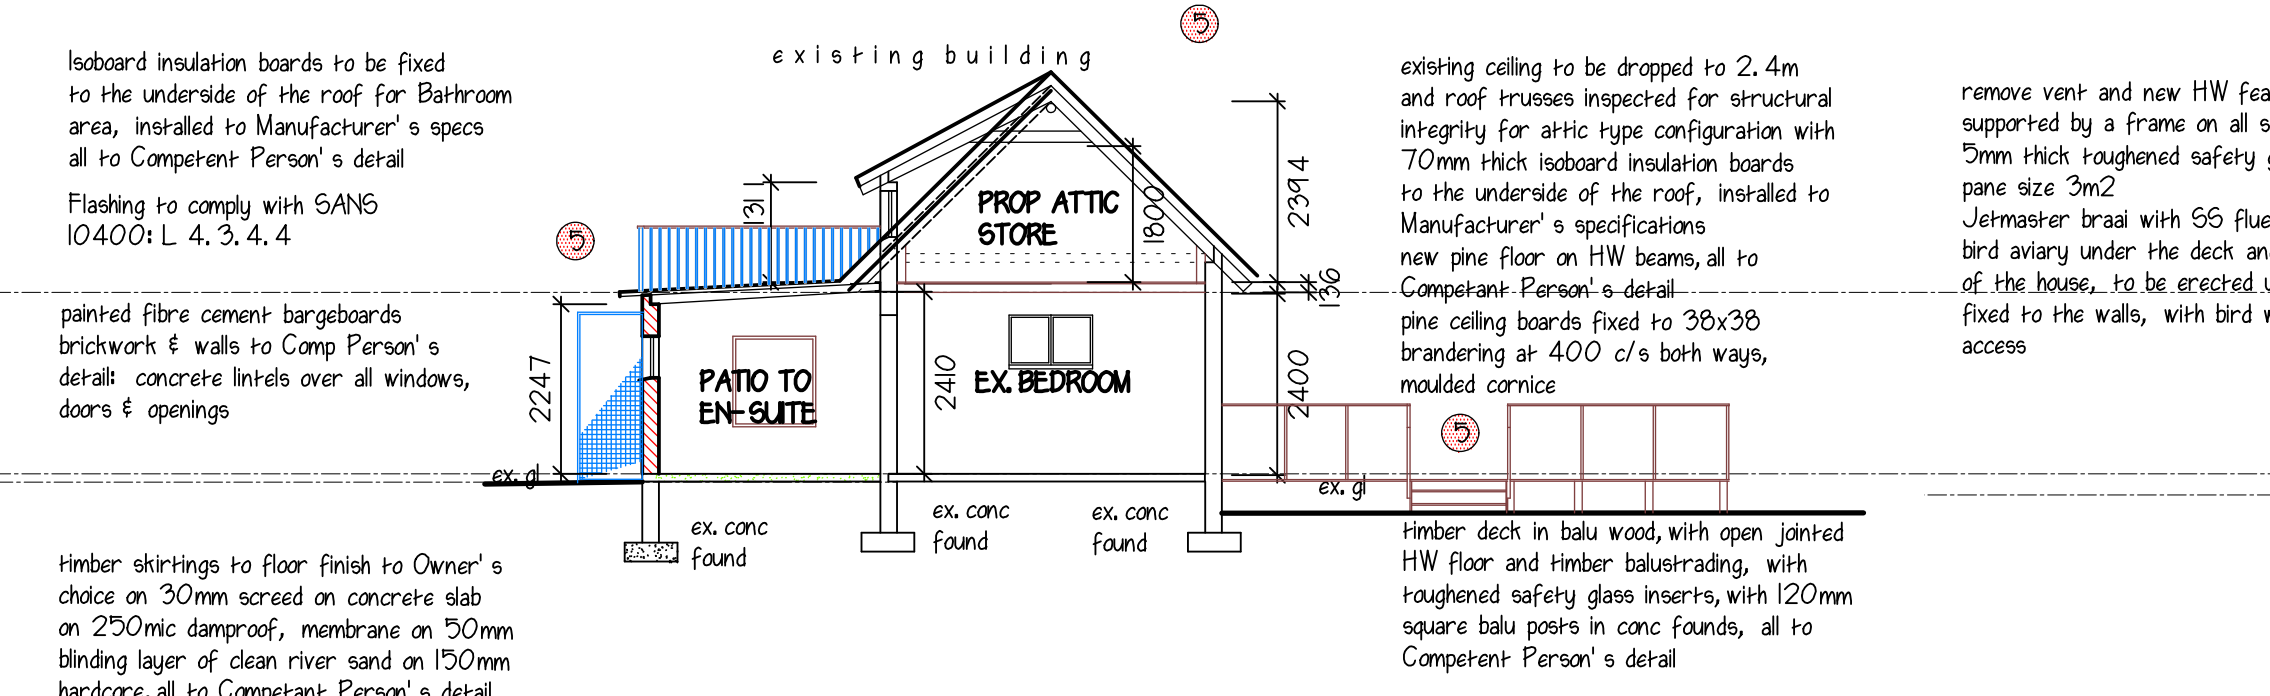 5
existing building
Isoboard insulation boards to be fixed
to the underside of the roof for Bathroom
area, installed to Manufacturer's specs
all to Competent Person's detail
Flashing to comply with SANS
10400: L 4.3.4.4
5
painted fibre cement bargeboards
brickwork & walls to Comp Person's
detail: concrete lintels over all windows,
doors & openings
ex. gl
timber skirtings to floor finish to Owner's
choice on 30mm screed on concrete slab
on 250mic damproof, membrane on 50mm
blinding layer of clean river sand on 150mm
hardcore, all to Competant Person's detail
1311
2247
PATIO TO
EN-SUITE
PROP ATTIC
STORE
1800
2410
EX. BEDROOM
2394
136
2400
ex. conc
found
ex. conc
found
ex. conc
found
existing ceiling to be dropped to 2.4m
and roof trusses inspected for structural
integrity for attic type configuration with
70mm thick isoboard insulation boards
to the underside of the roof, installed to
Manufacturer's specifications
new pine floor on HW beams, all to
Competant Person's detail
pine ceiling boards fixed to 38x38
brandering at 400 c/s both ways,
moulded cornice
5
ex. gl
timber deck in balu wood, with open jointed
HW floor and timber balustrading, with
toughened safety glass inserts, with 120mm
square balu posts in conc founds, all to
Competent Person's detail
remove vent and new HW
supported by a frame on all
5mm thick toughened safety
pane size 3m2
Jetmaster braai with SS flue
bird aviary under the deck
of the house, to be erected
fixed to the walls, with bird
access